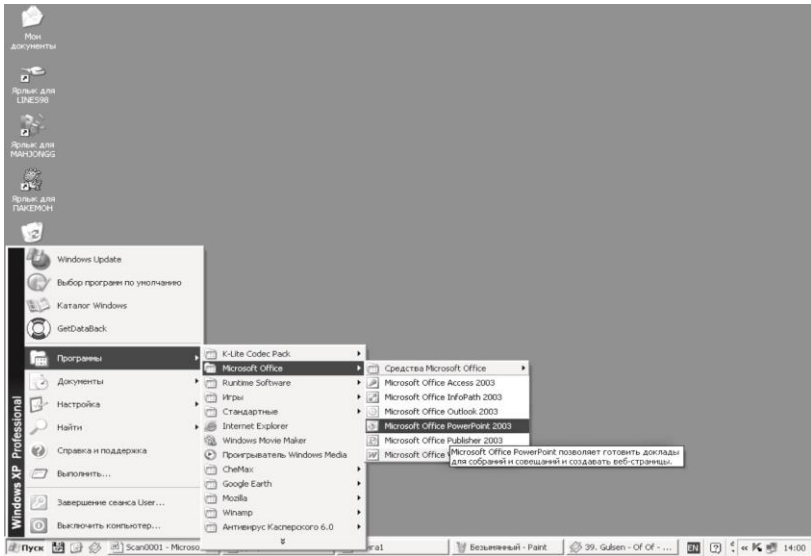 Мои
документы
Ярлык для
LINES98
Ярлык для
MAHJONGG
Ярлык для
ПАКЕМОН
Windows XP Professional
Windows Update
Выбор программ по умолчанию
Каталог Windows
GetDataBack
Программы
Документы
Настройка
Найти
Справка и поддержка
Выполнить...
Завершение сеанса User...
Выключить компьютер...
K-Lite Codec Pack
Microsoft Office
Runtime Software
Игры
Стандартные
Internet Explorer
Windows Movie Maker
Проигрыватель Windows Media
CheMax
Google Earth
Mozilla
Winamp
Антивирус Касперского 6.0
Средства Microsoft Office
Microsoft Office Access 2003
Microsoft Office InfoPath 2003
Microsoft Office Outlook 2003
Microsoft Office PowerPoint 2003
Microsoft Office Publisher 2003
Microsoft Office
Microsoft Office PowerPoint позволяет готовить доклады
для собраний и совещаний и создавать веб-страницы.
Пуск
Scan0001 - Microso...
Безымянный - Paint
39. Gulsen - Of Of - ...
EN
14:00